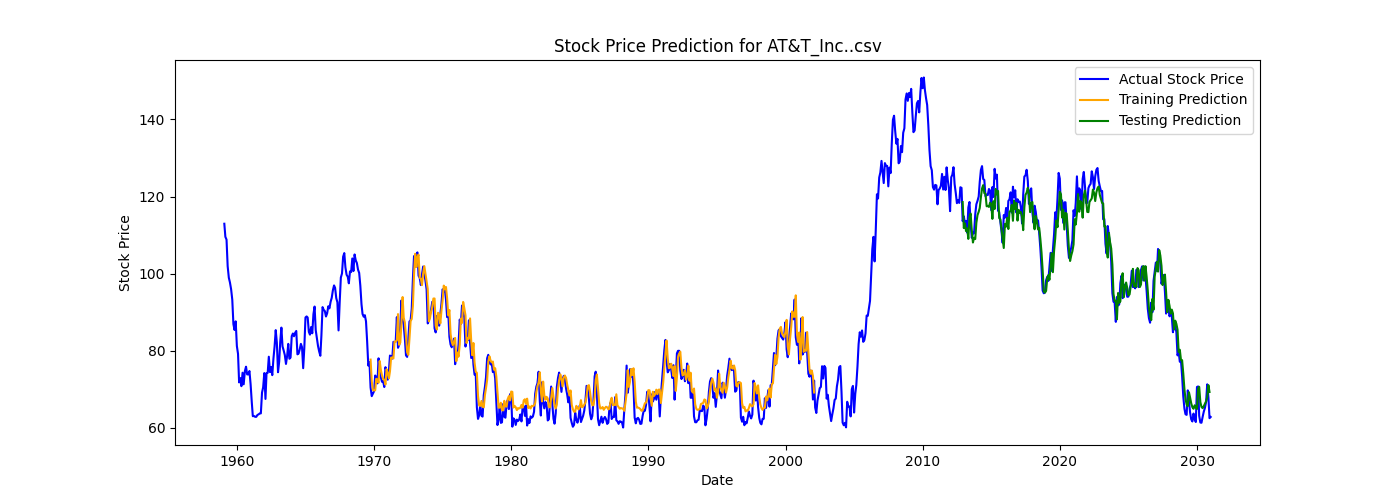 Stock Price Prediction for AT&T_Inc..csv
Actual Stock Price
Training Prediction
Testing Prediction
Stock Price
140
120
100
80
60
1960 1970 1980 1990 2000 2010 2020 2030
Date